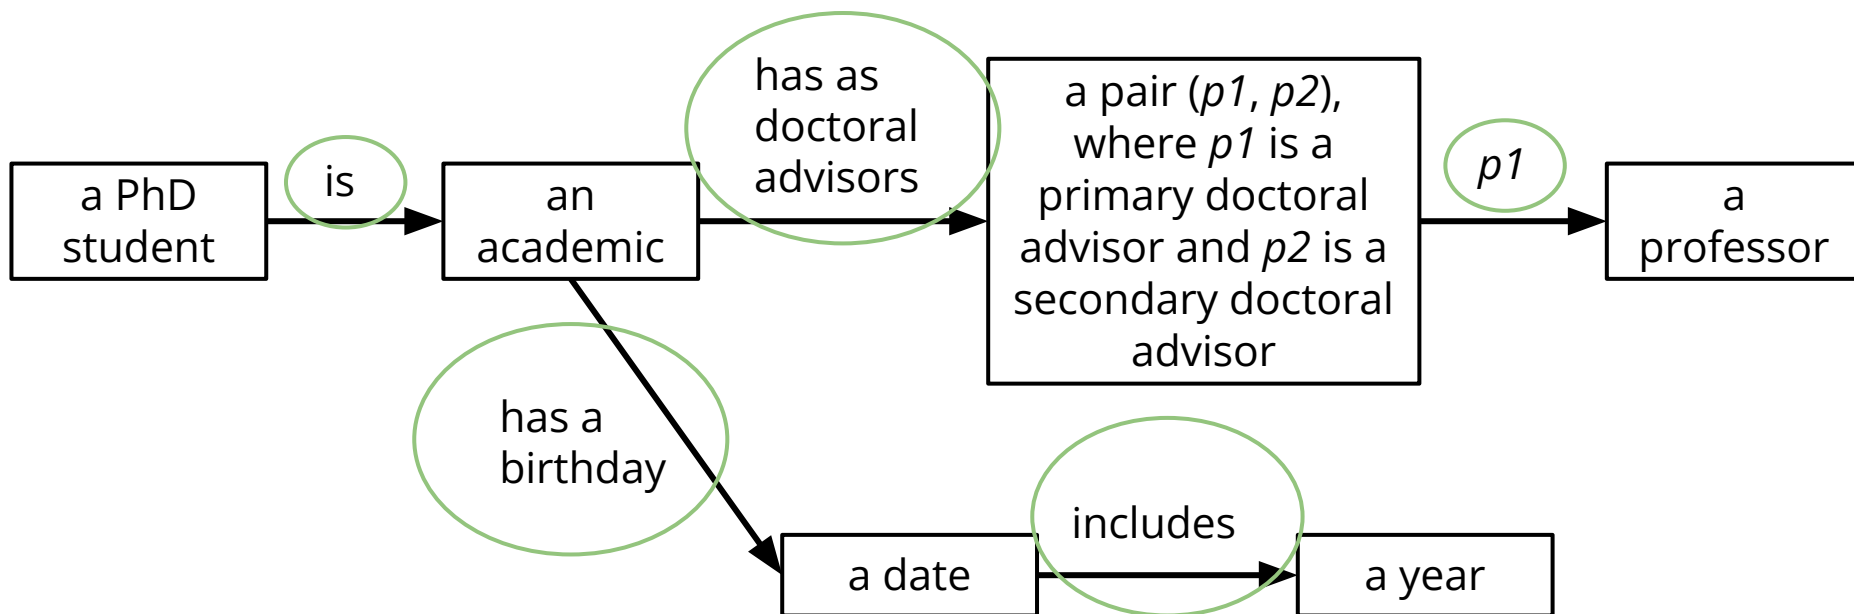 a PhD
student
is
an
academic
has as
doctoral
advisors
a pair (p1, p2),
where p1 is a
primary doctoral
advisor and p2 is a
secondary doctoral
advisor
p1
a
professor
has a
birthday
a date
includes
a year